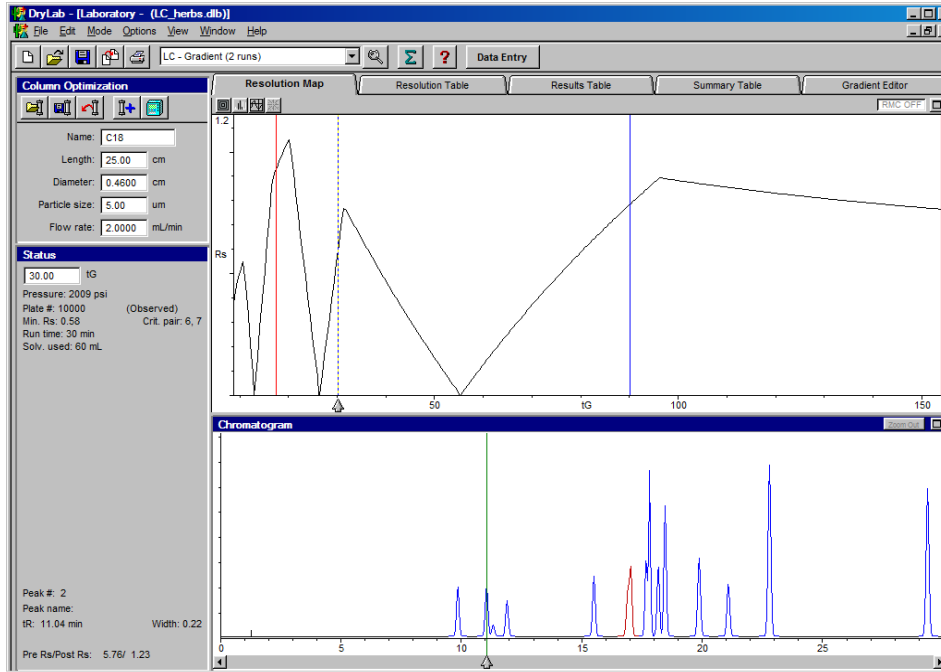 DryLab - [Laboratory - (LC_herbs.dlb)]
File Edit Mode Options View Window Help
LC - Gradient (2 runs)
Σ
?
Data Entry
Column Optimization
Name: C18
Length: 25.00 cm
Diameter: 0.4600 cm
Particle size: 5.00 um
Flow rate: 2.0000 mL/min
Status
30.00 tG
Pressure: 2009 psi
Plate #: 10000 (Observed)
Min. Rs: 0.58 Crit. pair: 6, 7
Run time: 30 min
Solv. used: 60 mL
Peak #: 2
Peak name:
tR: 11.04 min Width: 0.22
Pre Rs/Post Rs: 5.76/ 1.23
Resolution Map Resolution Table Results Table Summary Table Gradient Editor
RMC OFF
1.2
Rs
50 tG 100 150
Chromatogram Zoom Out
0 5 10 15 20 25